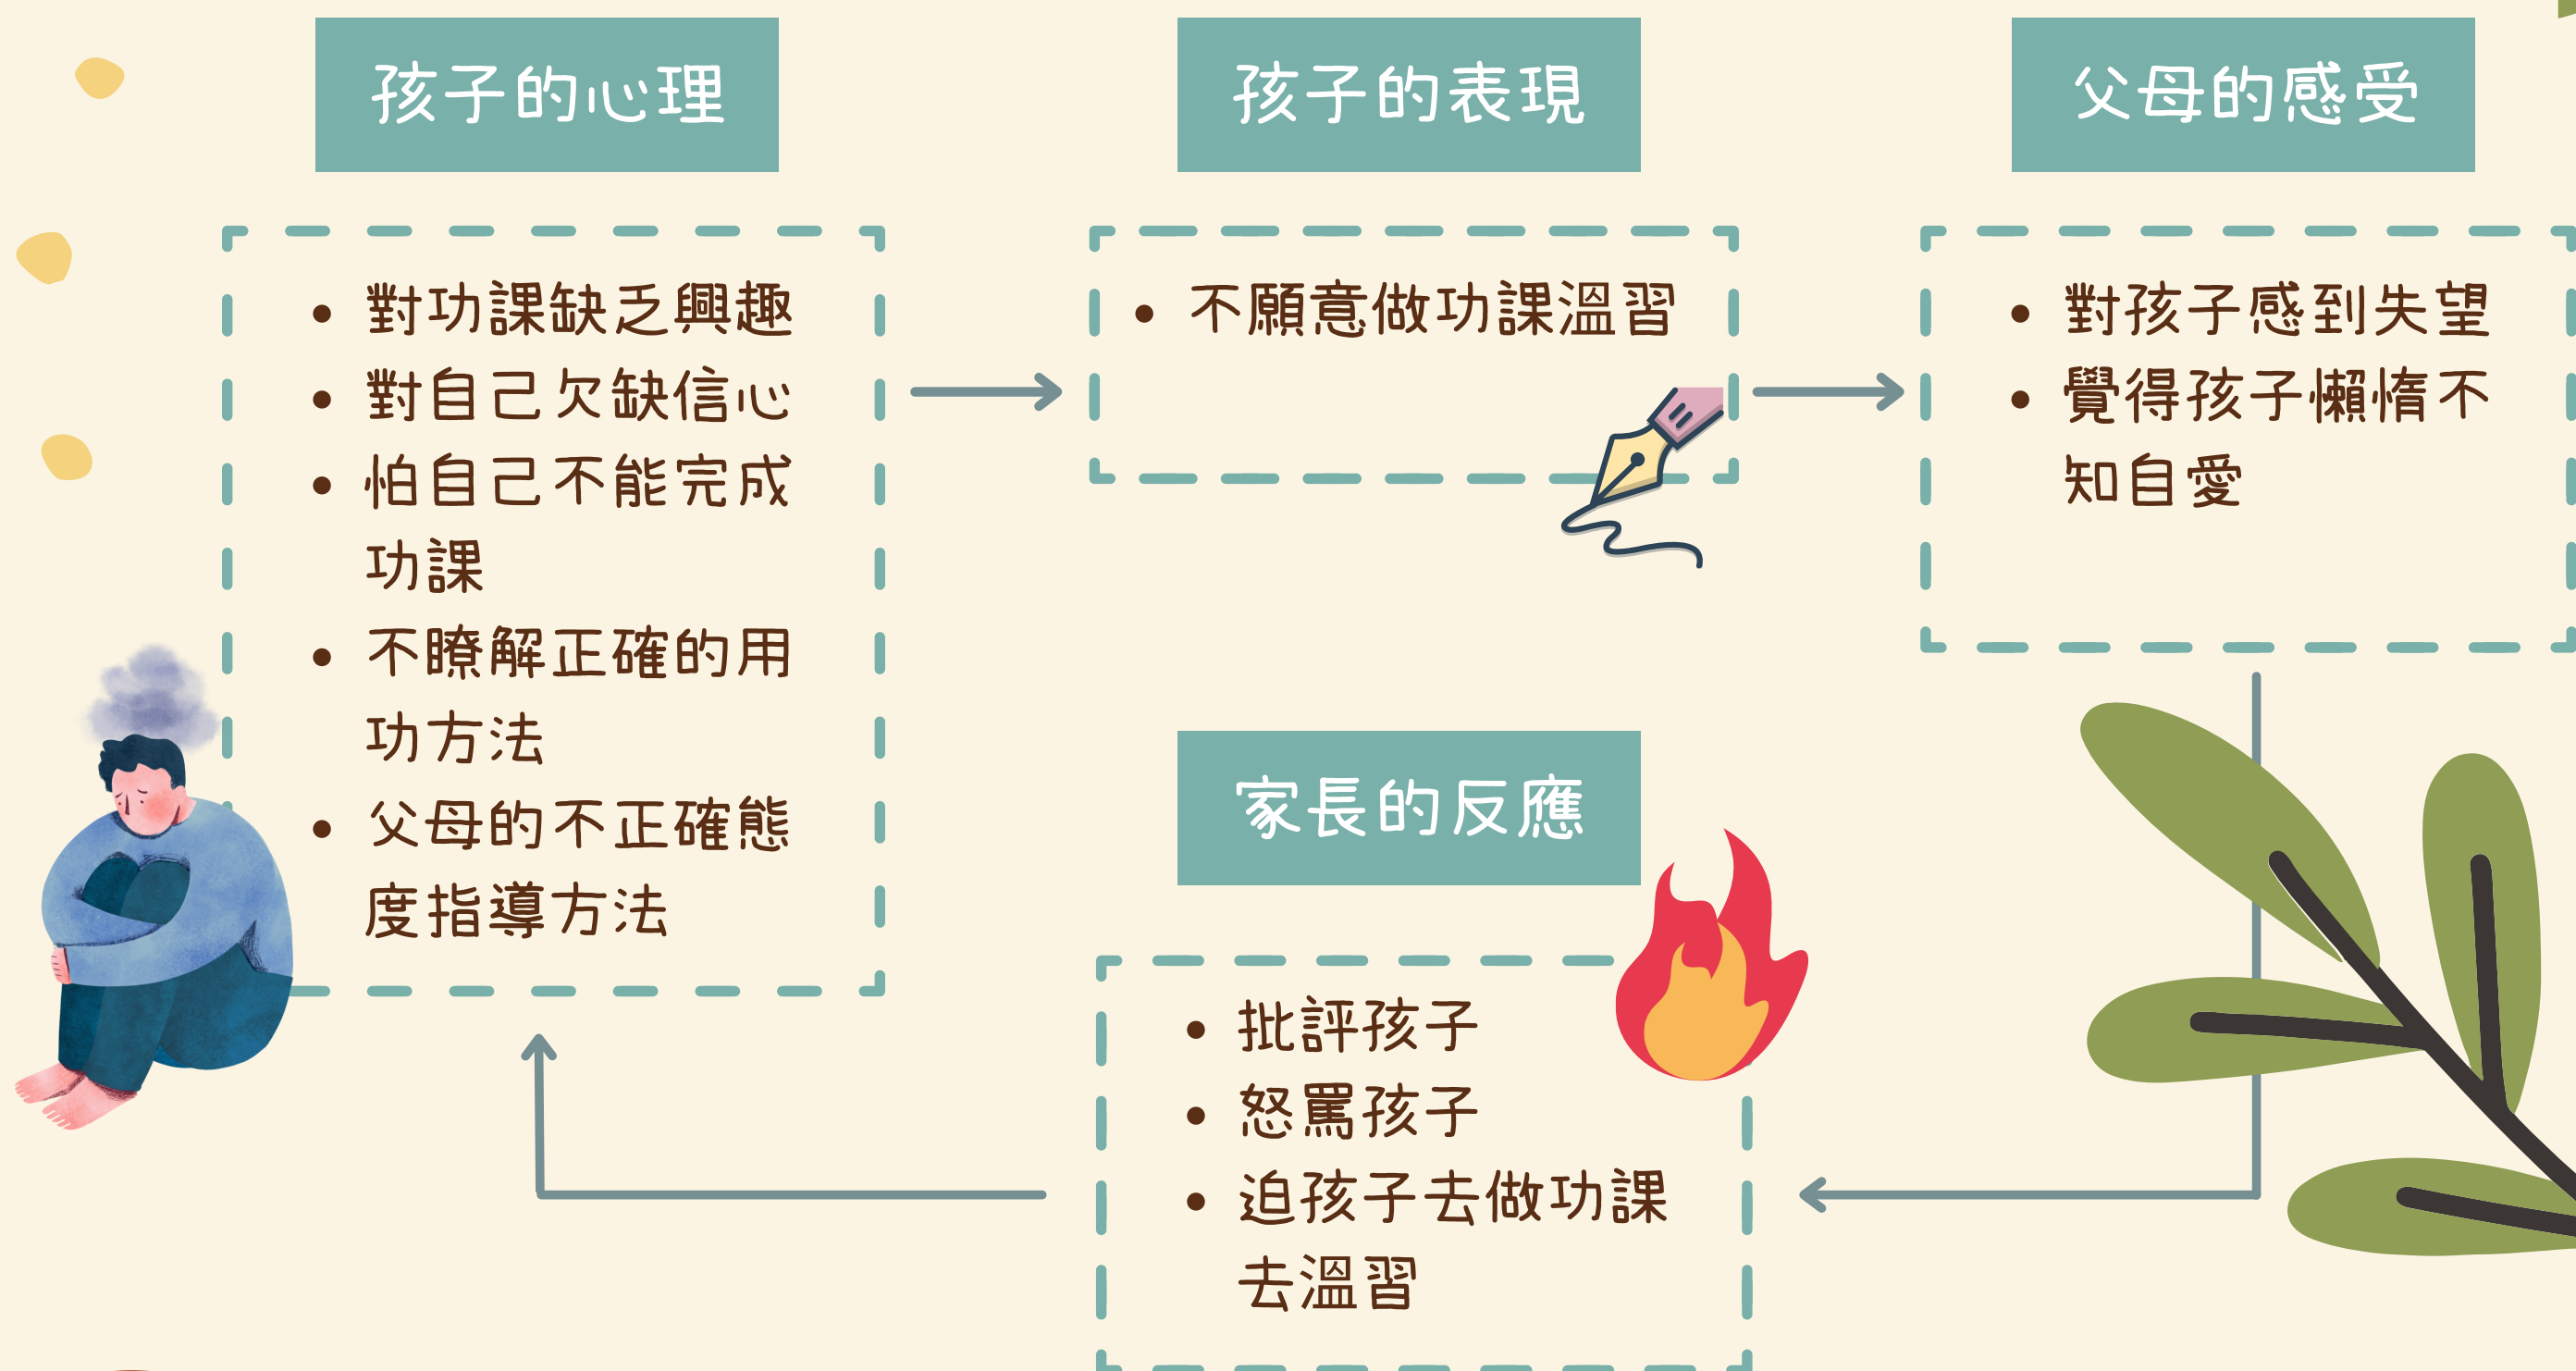 孩子的心理
孩子的表現
父母的感受
• 對功課缺乏興趣
• 對自己欠缺信心
• 怕自己不能完成
功課
• 不瞭解正確的用
功方法
• 父母的不正確態
度指導方法
• 不願意做功課溫習
• 對孩子感到失望
• 覺得孩子懶惰不
知自愛
家長的反應
• 批評孩子
• 怒罵孩子
• 迫孩子去做功課
去溫習